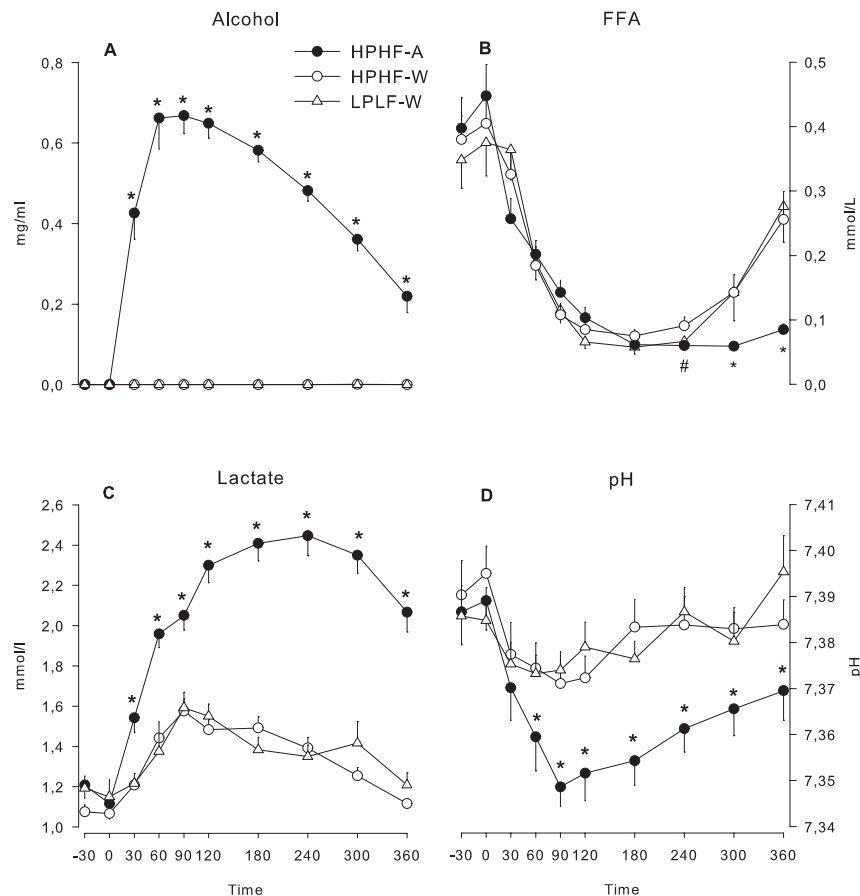 Alcohol
FFA
A
HPHF-A
HPHF-W
LPLF-W
B
0,8
0,6
0,4
0,2
0,0
mg/ml
* * * * * * * *
0,5
0,4
0,3
0,2
0,1
0,0
mmol/L
# * *
Lactate
pH
C
D
2,6
2,4
2,2
2,0
1,8
1,6
1,4
1,2
1,0
mmol/l
* * * * * * * *
7,41
7,40
7,39
7,38
7,37
7,36
7,35
7,34
pH
* * * * * * *
-30 0 30 60 90 120 180 240 300 360
-30 0 30 60 90 120 180 240 300 360
Time
Time